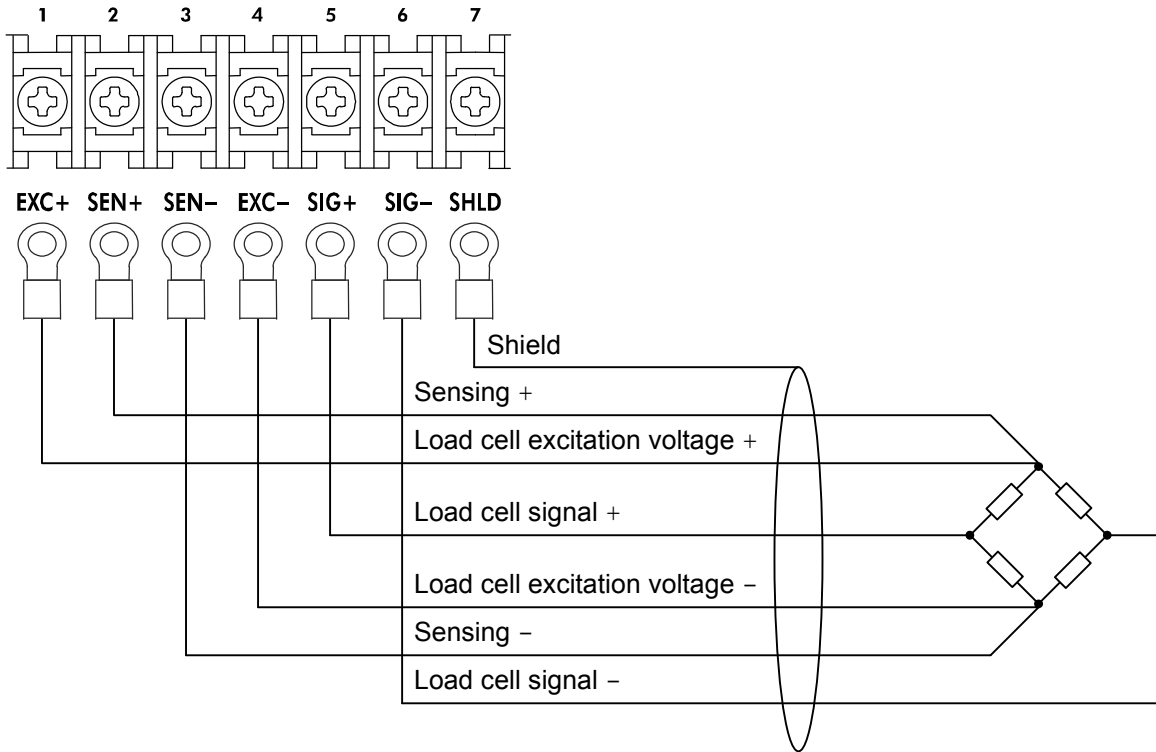 1 2 3 4 5 6 7
EXC+ SEN+ SEN− EXC− SIG+ SIG− SHLD
Shield
Sensing +
Load cell excitation voltage +
Load cell signal +
Load cell excitation voltage −
Sensing −
Load cell signal −